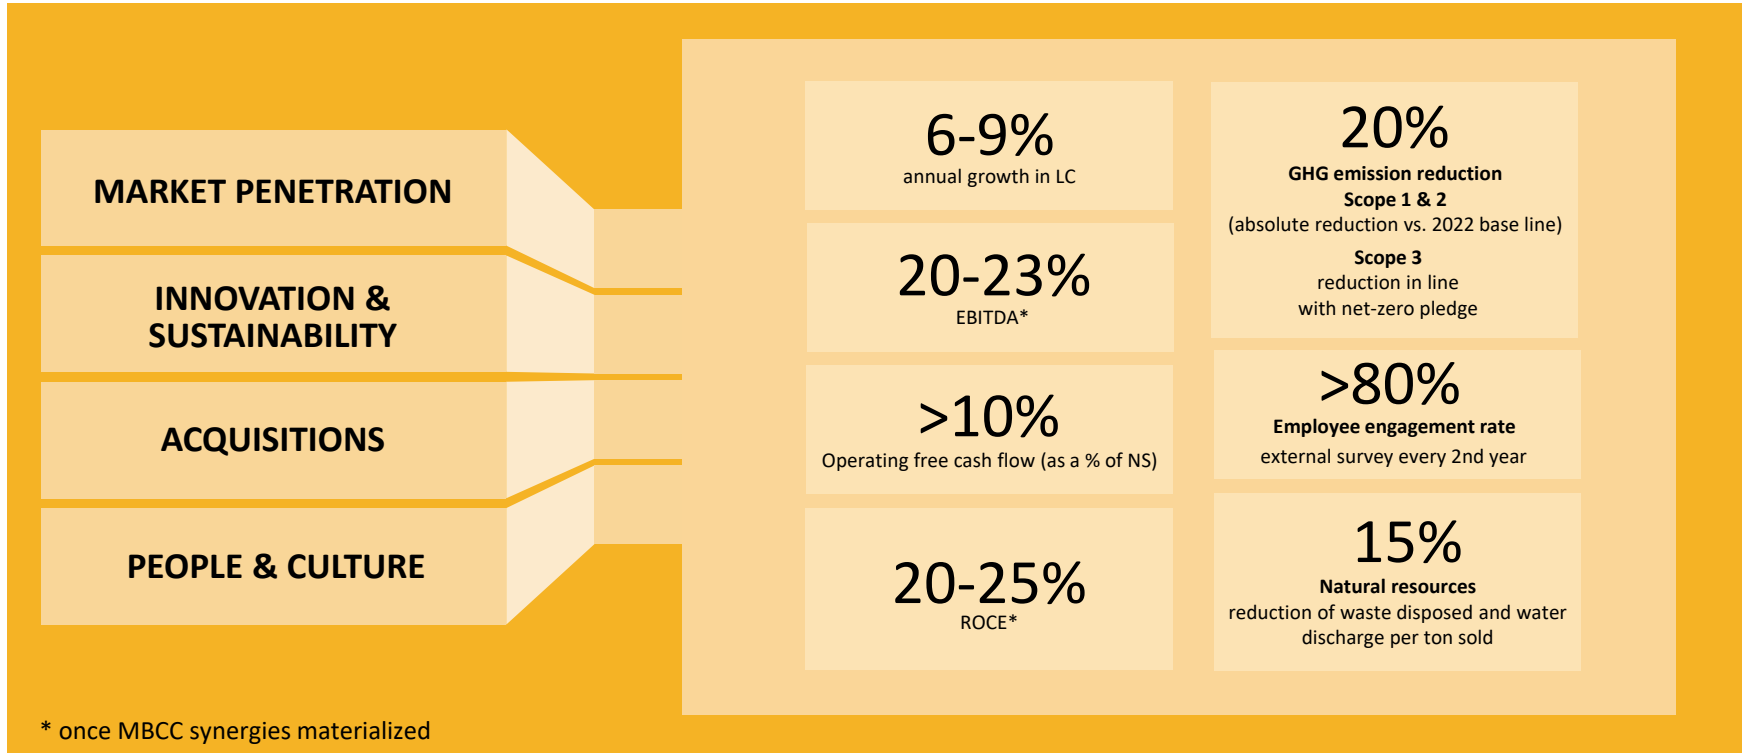 MARKET PENETRATION
INNOVATION &
SUSTAINABILITY
ACQUISITIONS
PEOPLE & CULTURE
6-9%
annual growth in LC
20-23%
EBITDA*
>10%
Operating free cash flow (as a % of NS)
20-25%
ROCE*
20%
GHG emission reduction
Scope 1 & 2
(absolute reduction vs. 2022 base line)
Scope 3
reduction in line
with net-zero pledge
>80%
Employee engagement rate
external survey every 2nd year
15%
Natural resources
reduction of waste disposed and water
discharge per ton sold
* once MBCC synergies materialized